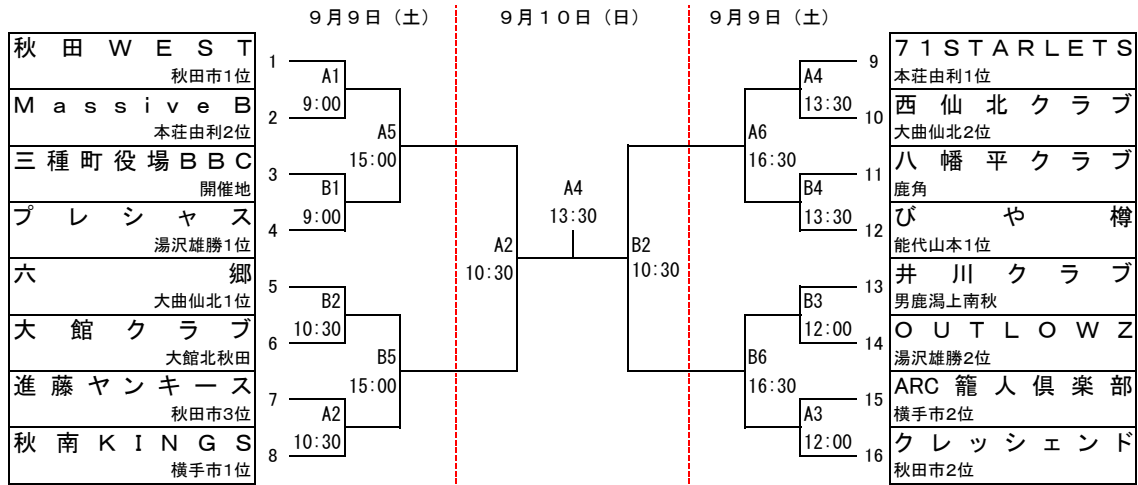 ９月９日（土）
９月１０日（日）
９月９日（土）
秋田ＷＥＳＴ
秋田市1位
Ｍａｓｓｉｖｅ　Ｂ
本荘由利2位
三種町役場ＢＢＣ
開催地
プレシャス
湯沢雄勝1位
六郷
大曲仙北1位
大館クラブ
大館北秋田
進藤ヤンキース
秋田市3位
秋南ＫＩＮＧＳ
横手市1位
1
2
3
4
5
6
7
8
A1
9:00
B1
9:00
B2
10:30
A2
10:30
A5
15:00
B5
15:00
A2
10:30
A4
13:30
B2
10:30
A6
16:30
B6
16:30
A4
13:30
B4
13:30
B3
12:00
A3
12:00
9
10
11
12
13
14
15
16
７１ＳＴＡＲＬＥＴＳ
本荘由利1位
西仙北クラブ
大曲仙北2位
八幡平クラブ
鹿角
びや樽
能代山本1位
井川クラブ
男鹿潟上南秋
ＯＵＴＬＯＷＺ
湯沢雄勝2位
ARC籠人倶楽部
横手市2位
クレッシェンド
秋田市2位